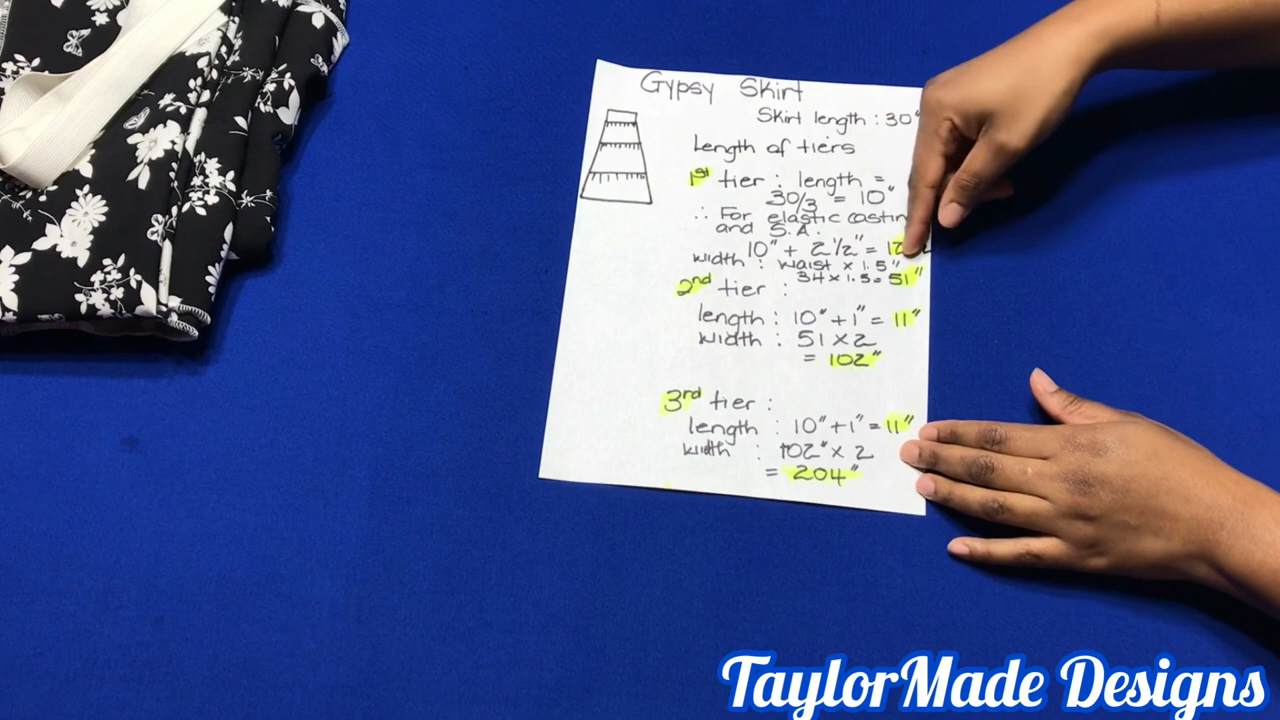 Gypsy Skirt
Skirt length : 30"
Length of tiers
1st tier : length =
30/3 = 10"
∴ For elastic casting
and S.A.
10" + 2 1/2" = 12
width : waist x 1.5"
34 x 1.5 = 51"
2nd tier :
length : 10" + 1" = 11"
width : 51 x 2
= 102"
3rd tier :
length : 10" + 1" = 11"
width : 102" x 2
= 204"
TaylorMade Designs